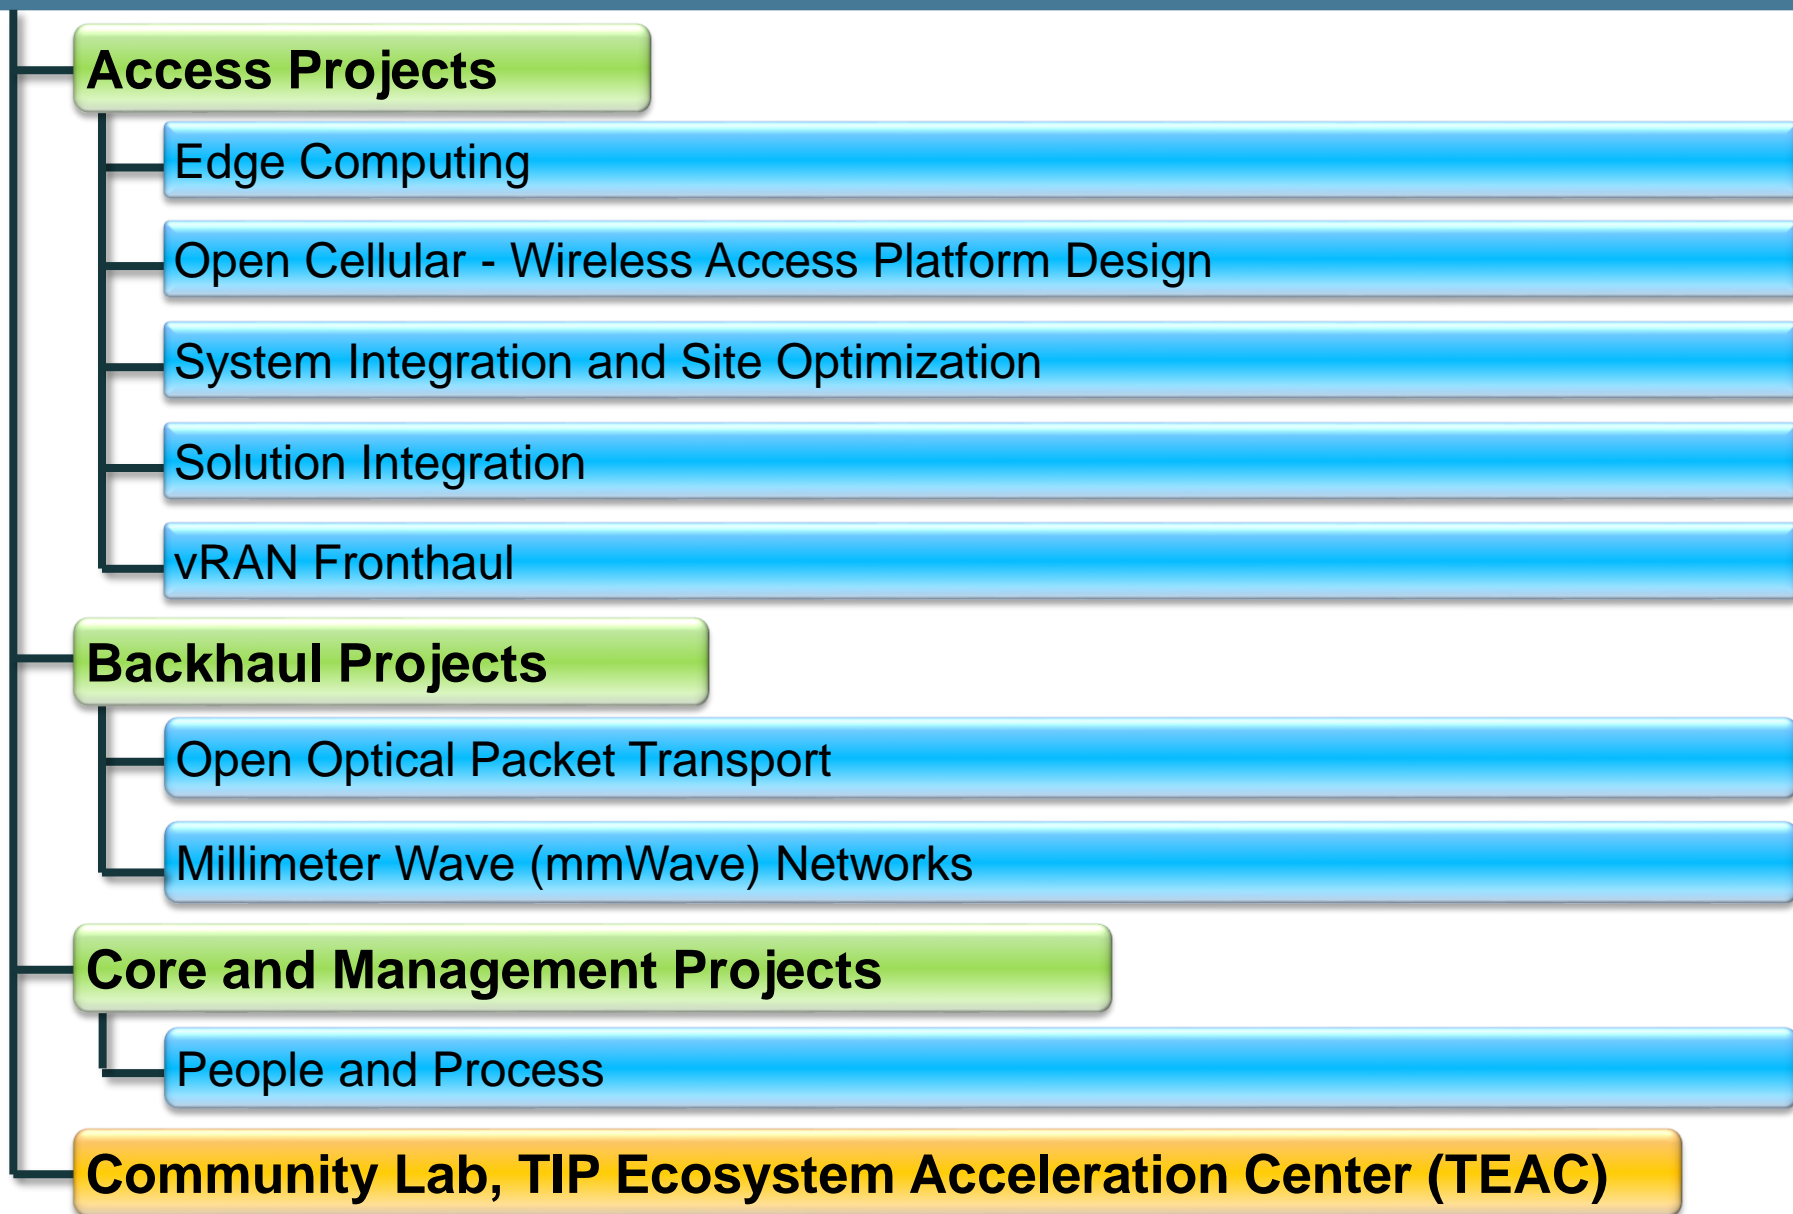 Access Projects
Edge Computing
Open Cellular - Wireless Access Platform Design
System Integration and Site Optimization
Solution Integration
vRAN Fronthaul
Backhaul Projects
Open Optical Packet Transport
Millimeter Wave (mmWave) Networks
Core and Management Projects
People and Process
Community Lab, TIP Ecosystem Acceleration Center (TEAC)